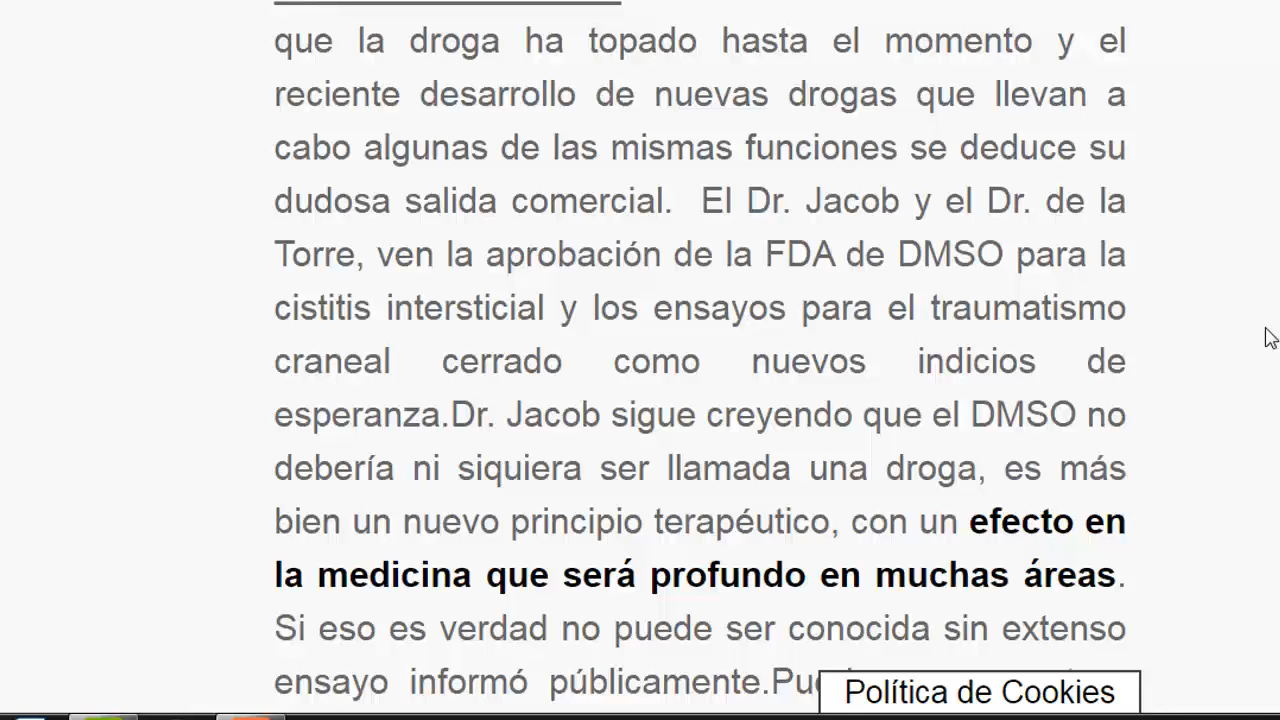 que la droga ha topado hasta el momento y el
reciente desarrollo de nuevas drogas que llevan a
cabo algunas de las mismas funciones se deduce su
dudosa salida comercial.  El Dr. Jacob y el Dr. de la
Torre, ven la aprobación de la FDA de DMSO para la
cistitis intersticial y los ensayos para el traumatismo
craneal cerrado como nuevos indicios de
esperanza.Dr. Jacob sigue creyendo que el DMSO no
debería ni siquiera ser llamada una droga, es más
bien un nuevo principio terapéutico, con un efecto en
la medicina que será profundo en muchas áreas.
Si eso es verdad no puede ser conocida sin extenso
ensayo informó públicamente.
Política de Cookies